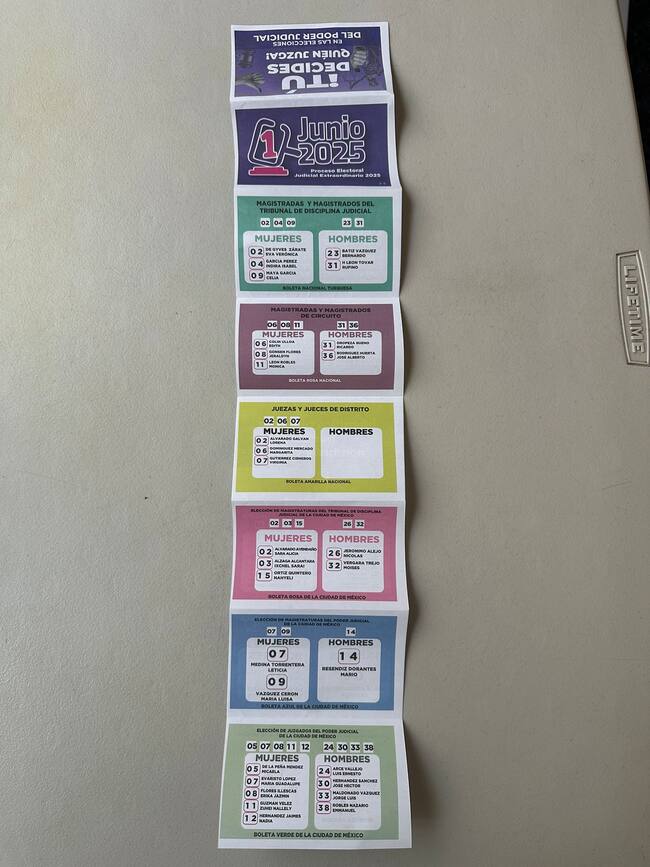 ¡TÚ
DECIDES
QUIÉN JUZGA!
EN LAS ELECCIONES
DEL PODER JUDICIAL
1 Junio
2025
Proceso Electoral
Judicial Extraordinario 2025
MAGISTRADAS Y MAGISTRADOS DEL
TRIBUNAL DE DISCIPLINA JUDICIAL
02 04 09 23 31
MUJERES
02 DE GYVES ZÁRATE
EVA VERÓNICA
04 GARCIA PEREZ
INDIRA ISABEL
09 MAYA GARCIA
CELIA
HOMBRES
23 BATIZ VAZQUEZ
BERNARDO
31 H LEON TOVAR
RUFINO
BOLETA NACIONAL TURQUESA
MAGISTRADAS Y MAGISTRADOS
DE CIRCUITO
06 08 11 31 36
MUJERES
06 COLIN ULLOA
EDITH
08 GONSEN FLORES
JERALDYN
11 LEON ROBLES
MONICA
HOMBRES
31 OROPEZA BUENO
RICARDO
36 RODRIGUEZ HUERTA
JOSE ALBERTO
BOLETA ROSA NACIONAL
JUEZAS Y JUECES DE DISTRITO
02 06 07
MUJERES
02 ALVARADO GALVAN
LORENA
06 DOMINGUEZ MERCADO
MARGARITA
07 GUTIERREZ CISNEROS
VIRGINIA
HOMBRES
BOLETA AMARILLA NACIONAL
ELECCIÓN DE MAGISTRATURAS DEL TRIBUNAL DE DISCIPLINA
JUDICIAL DE LA CIUDAD DE MÉXICO
02 03 15 26 32
MUJERES
02 ALVARADO AVENDAÑO
SARA ALICIA
03 ALZAGA ALCANTARA
IXCHEL SARAI
15 ORTIZ QUINTERO
NAHYELI
HOMBRES
26 JERONIMO ALEJO
NICOLAS
32 VERGARA TREJO
MOISES
BOLETA ROSA DE LA CIUDAD DE MÉXICO
ELECCIÓN DE MAGISTRATURAS DEL PODER JUDICIAL
DE LA CIUDAD DE MÉXICO
07 09 14
MUJERES
07
MEDINA TORRENTERA
LETICIA
09
VAZQUEZ CERON
MARIA LUISA
HOMBRES
14
RESENDIZ DORANTES
MARIO
BOLETA AZUL DE LA CIUDAD DE MÉXICO
ELECCIÓN DE JUZGADOS DEL PODER JUDICIAL
DE LA CIUDAD DE MÉXICO
05 07 08 11 12 24 30 33 38
MUJERES
05 DE LA PEÑA MENDEZ
MICAELA
07 EVARISTO LOPEZ
MARIA GUADALUPE
08 FLORES ILLESCAS
ERIKA JAZMIN
11 GUZMAN VELEZ
ZUHEI NALLELY
12 HERNANDEZ JAIMES
NADIA
HOMBRES
24 ARCE VALLEJO
LUIS ERNESTO
30 HERNANDEZ SANCHEZ
JOSE HECTOR
33 MALDONADO VAZQUEZ
JORGE LUIS
38 ROBLES NAZARIO
EMMANUEL
BOLETA VERDE DE LA CIUDAD DE MÉXICO
LIFETIME